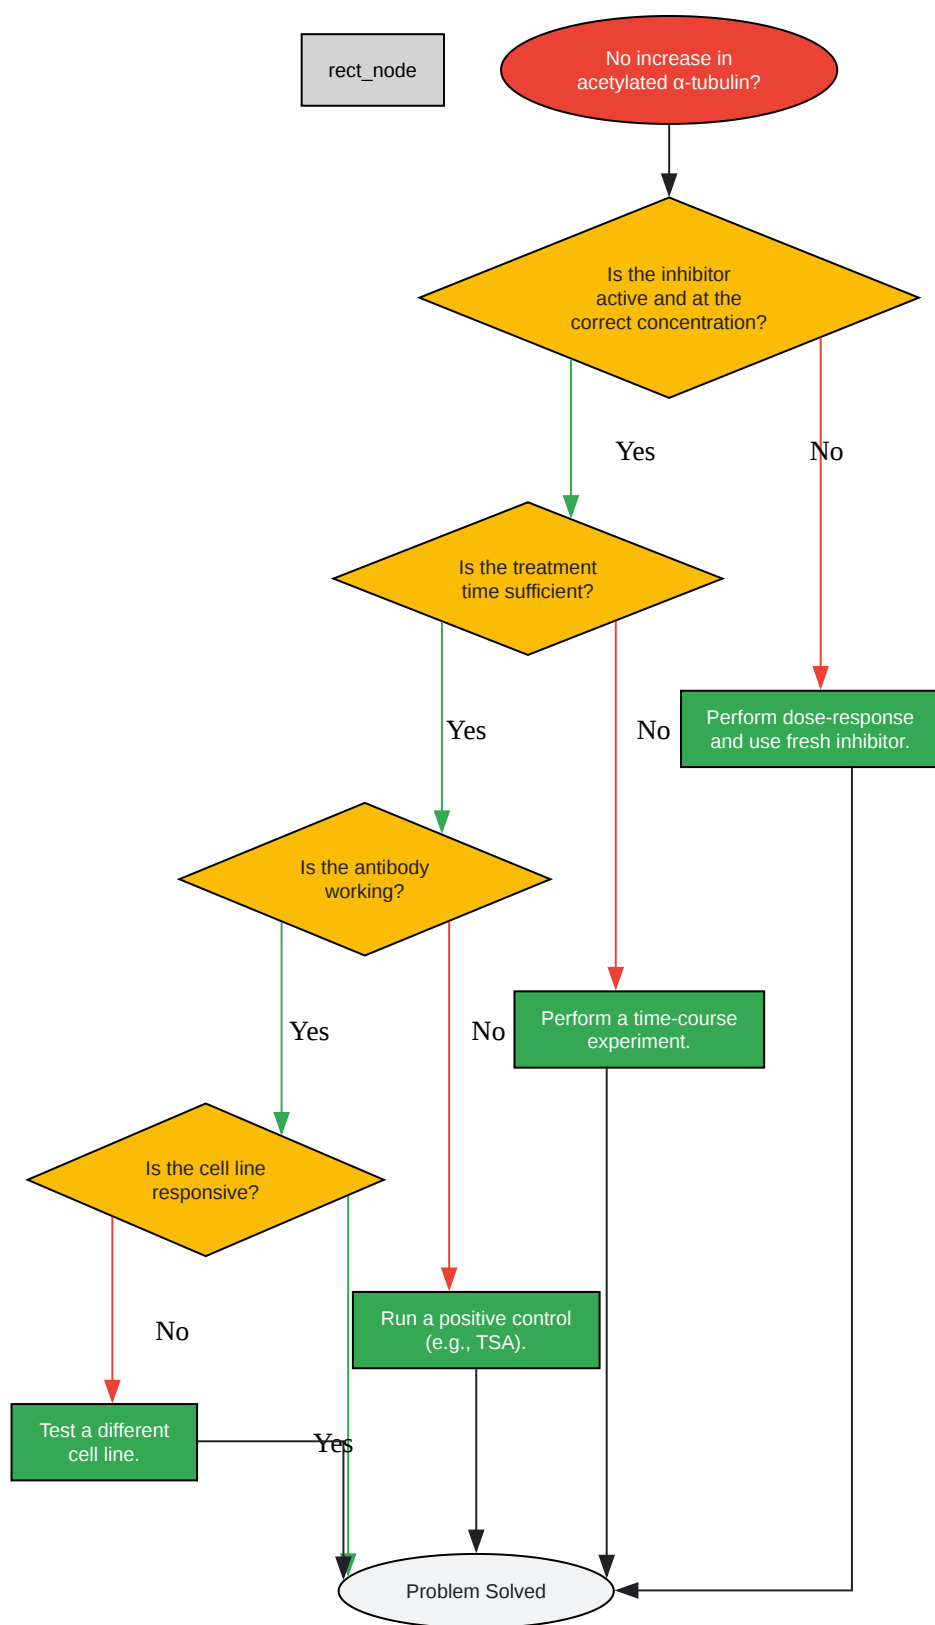 rect_node
No increase in
acetylated α-tubulin?
Is the inhibitor
active and at the
correct concentration?
Yes
No
Is the treatment
time sufficient?
Perform dose-response
and use fresh inhibitor.
Yes
No
Is the antibody
working?
Perform a time-course
experiment.
Yes
No
Is the cell line
responsive?
Run a positive control
(e.g., TSA).
No
Test a different
cell line.
Yes
Problem Solved